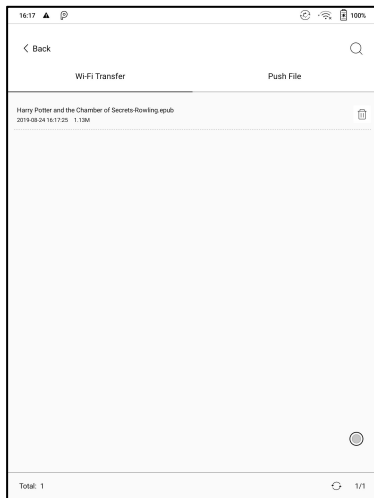 16:17 100%
Back
Wi-Fi Transfer Push File
Harry Potter and the Chamber of Secrets-Rowling.epub
2019-08-24 16:17:25 1.13M
Total: 1 1/1